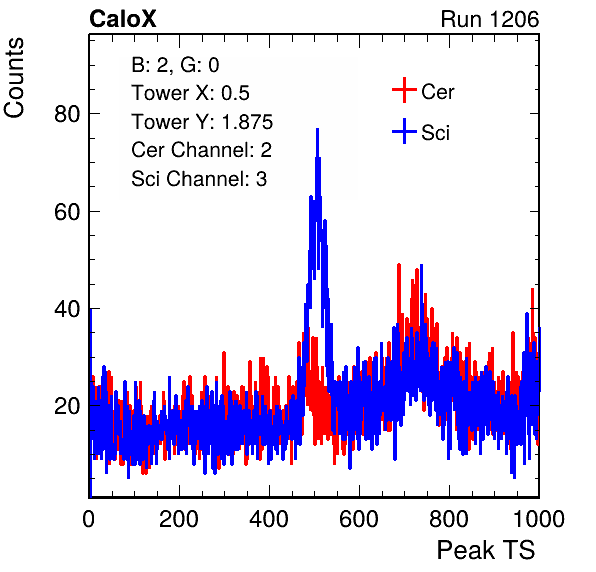 CaloX Run 1206
Counts
B: 2, G: 0
Tower X: 0.5
Tower Y: 1.875
Cer Channel: 2
Sci Channel: 3
Cer
Sci
80
60
40
20
0 200 400 600 800 1000
Peak TS